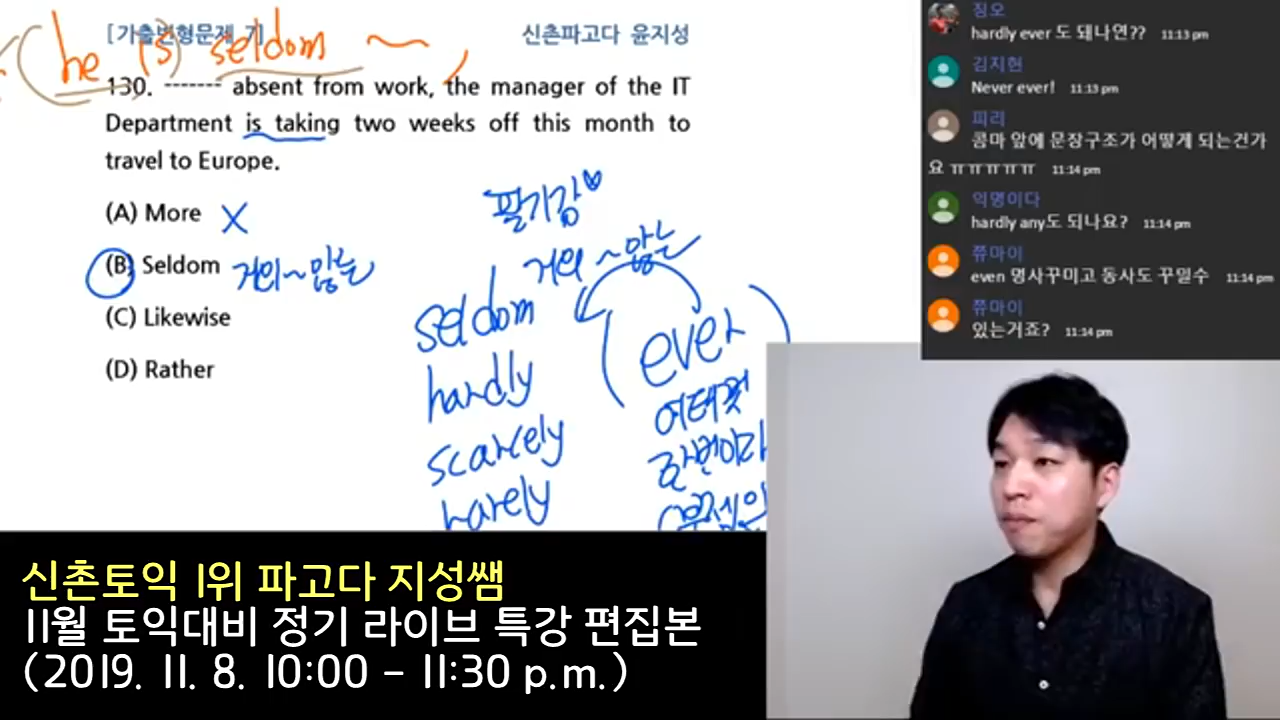 he is seldom ~ ,
[기출변형문제 7] 신촌파고다 윤지성
130. ------- absent from work, the manager of the IT
Department is taking two weeks off this month to
travel to Europe.
(A) More X
(B) Seldom 거의~않는
(C) Likewise
(D) Rather
필기감♡
거의 ~않는
seldom
hardly
scarcely
rarely
ever
어태껏
징오
hardly ever 도 돼나연?? 11:13 pm
김지현
Never ever! 11:13 pm
피리
콤마 앞에 문장구조가 어떻게 되는건가
요 ㅠㅠㅠㅠㅠ 11:14 pm
익명이다
hardly any도 되나요? 11:14 pm
쮸마이
even 명사꾸미고 동사도 꾸밀수 11:14 pm
쮸마이
있는거죠? 11:14 pm
신촌토익 1위 파고다 지성쌤
11월 토익대비 정기 라이브 특강 편집본
(2019. 11. 8. 10:00 - 11:30 p.m.)